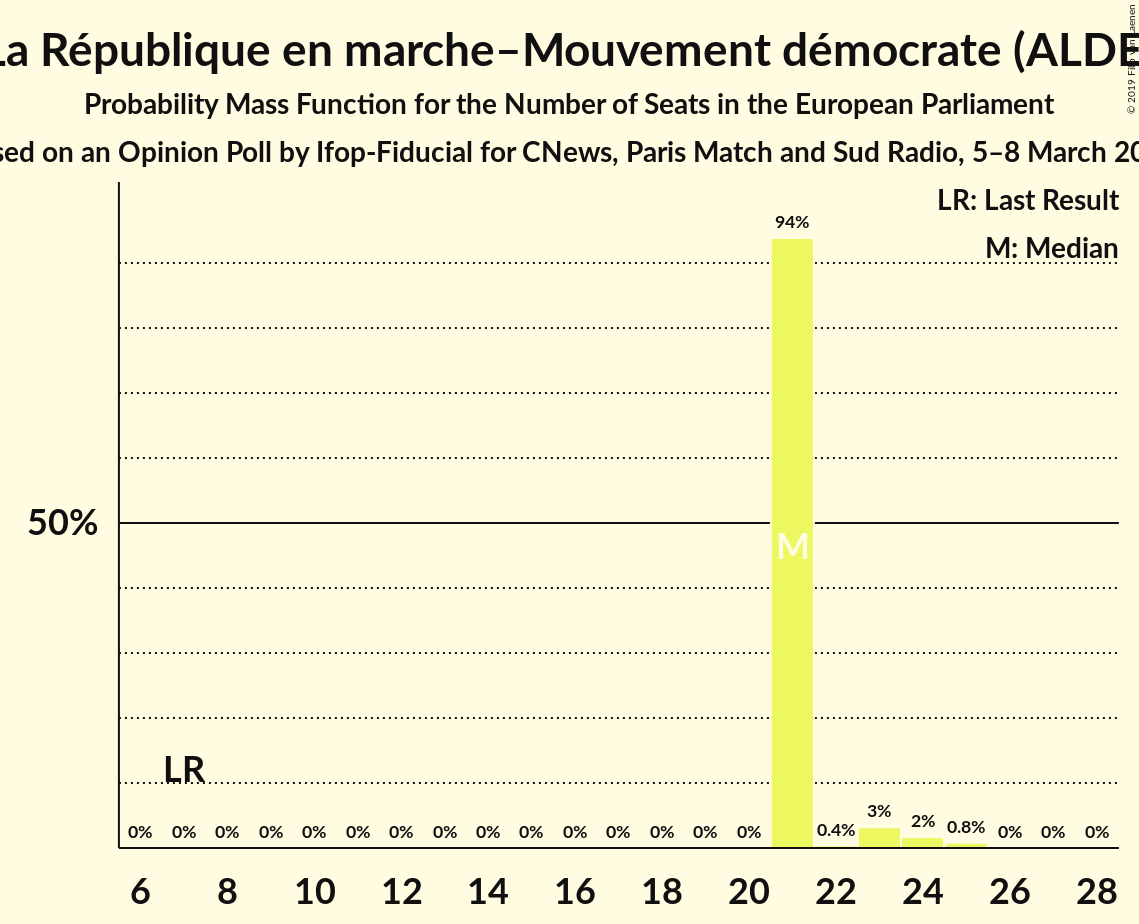 La République en marche–Mouvement démocrate (ALDE
Probability Mass Function for the Number of Seats in the European Parliament
sed on an Opinion Poll by Ifop-Fiducial for CNews, Paris Match and Sud Radio, 5–8 March 20
LR: Last Result
M: Median
94%
50%
M
LR
0% 0% 0% 0% 0% 0% 0% 0% 0% 0% 0% 0% 0% 0% 0% 0.4% 3% 2% 0.8% 0% 0% 0%
6 8 10 12 14 16 18 20 22 24 26 28
© 2019